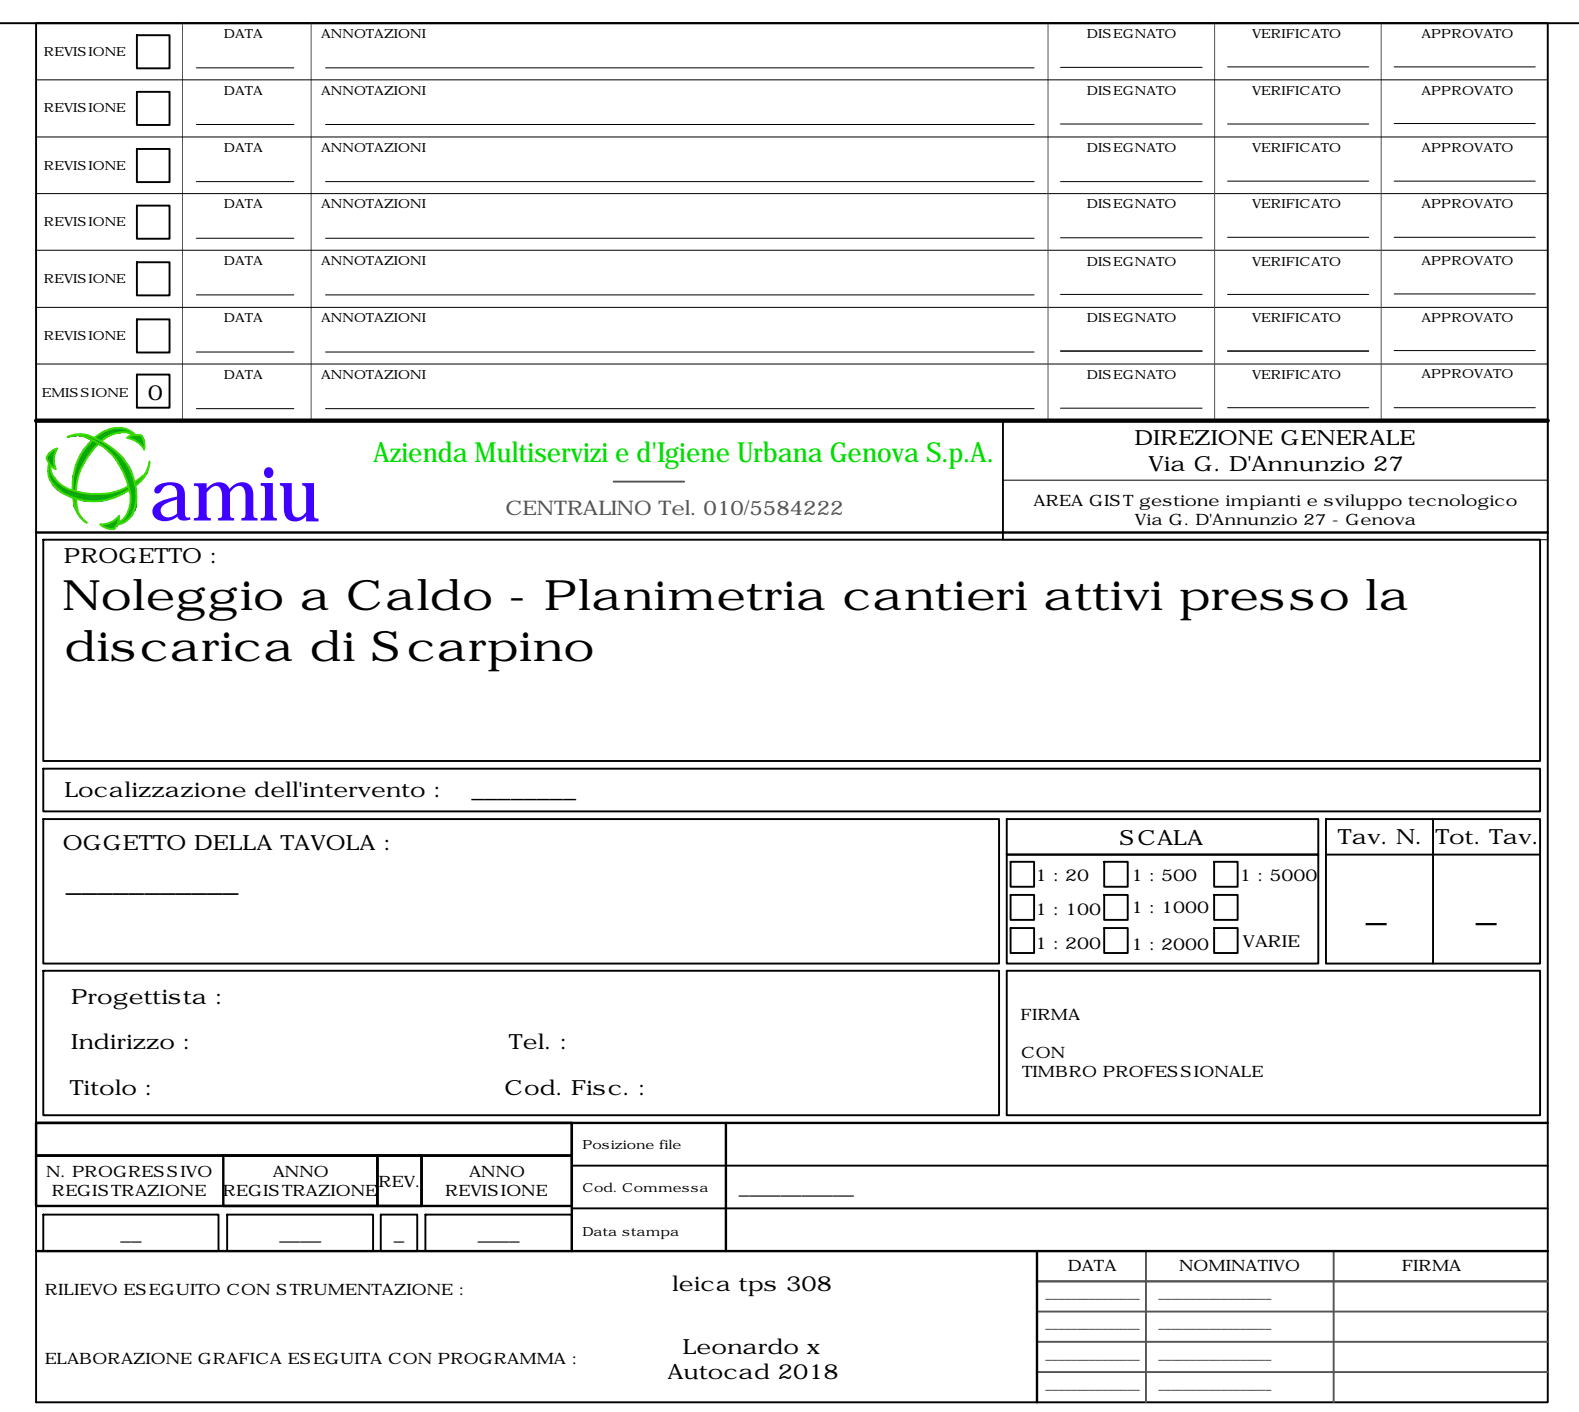 REVISIONE DATA ANNOTAZIONI DISEGNATO VERIFICATO APPROVATO
REVISIONE DATA ANNOTAZIONI DISEGNATO VERIFICATO APPROVATO
REVISIONE DATA ANNOTAZIONI DISEGNATO VERIFICATO APPROVATO
REVISIONE DATA ANNOTAZIONI DISEGNATO VERIFICATO APPROVATO
REVISIONE DATA ANNOTAZIONI DISEGNATO VERIFICATO APPROVATO
REVISIONE DATA ANNOTAZIONI DISEGNATO VERIFICATO APPROVATO
EMISSIONE 0 DATA ANNOTAZIONI DISEGNATO VERIFICATO APPROVATO
amiu
Azienda Multiservizi e d'Igiene Urbana Genova S.p.A.
CENTRALINO Tel. 010/5584222
DIREZIONE GENERALE
Via G. D'Annunzio 27
AREA GIST gestione impianti e sviluppo tecnologico
Via G. D'Annunzio 27 - Genova
PROGETTO :
Noleggio a Caldo - Planimetria cantieri attivi presso la
discarica di Scarpino
Localizzazione dell'intervento : ________
OGGETTO DELLA TAVOLA :
___________
SCALA
1 : 20 1 : 500 1 : 5000
1 : 100 1 : 1000
1 : 200 1 : 2000 VARIE
Tav. N. Tot. Tav.
_ _
Progettista :
Indirizzo : Tel. :
Titolo : Cod. Fisc. :
FIRMA
CON
TIMBRO PROFESSIONALE
N. PROGRESSIVO
REGISTRAZIONE
ANNO
REGISTRAZIONE
REV.
ANNO
REVISIONE
__ ____ _ ____
Posizione file
Cod. Commessa ___________
Data stampa
RILIEVO ESEGUITO CON STRUMENTAZIONE : leica tps 308
ELABORAZIONE GRAFICA ESEGUITA CON PROGRAMMA :
Leonardo x
Autocad 2018
DATA NOMINATIVO FIRMA